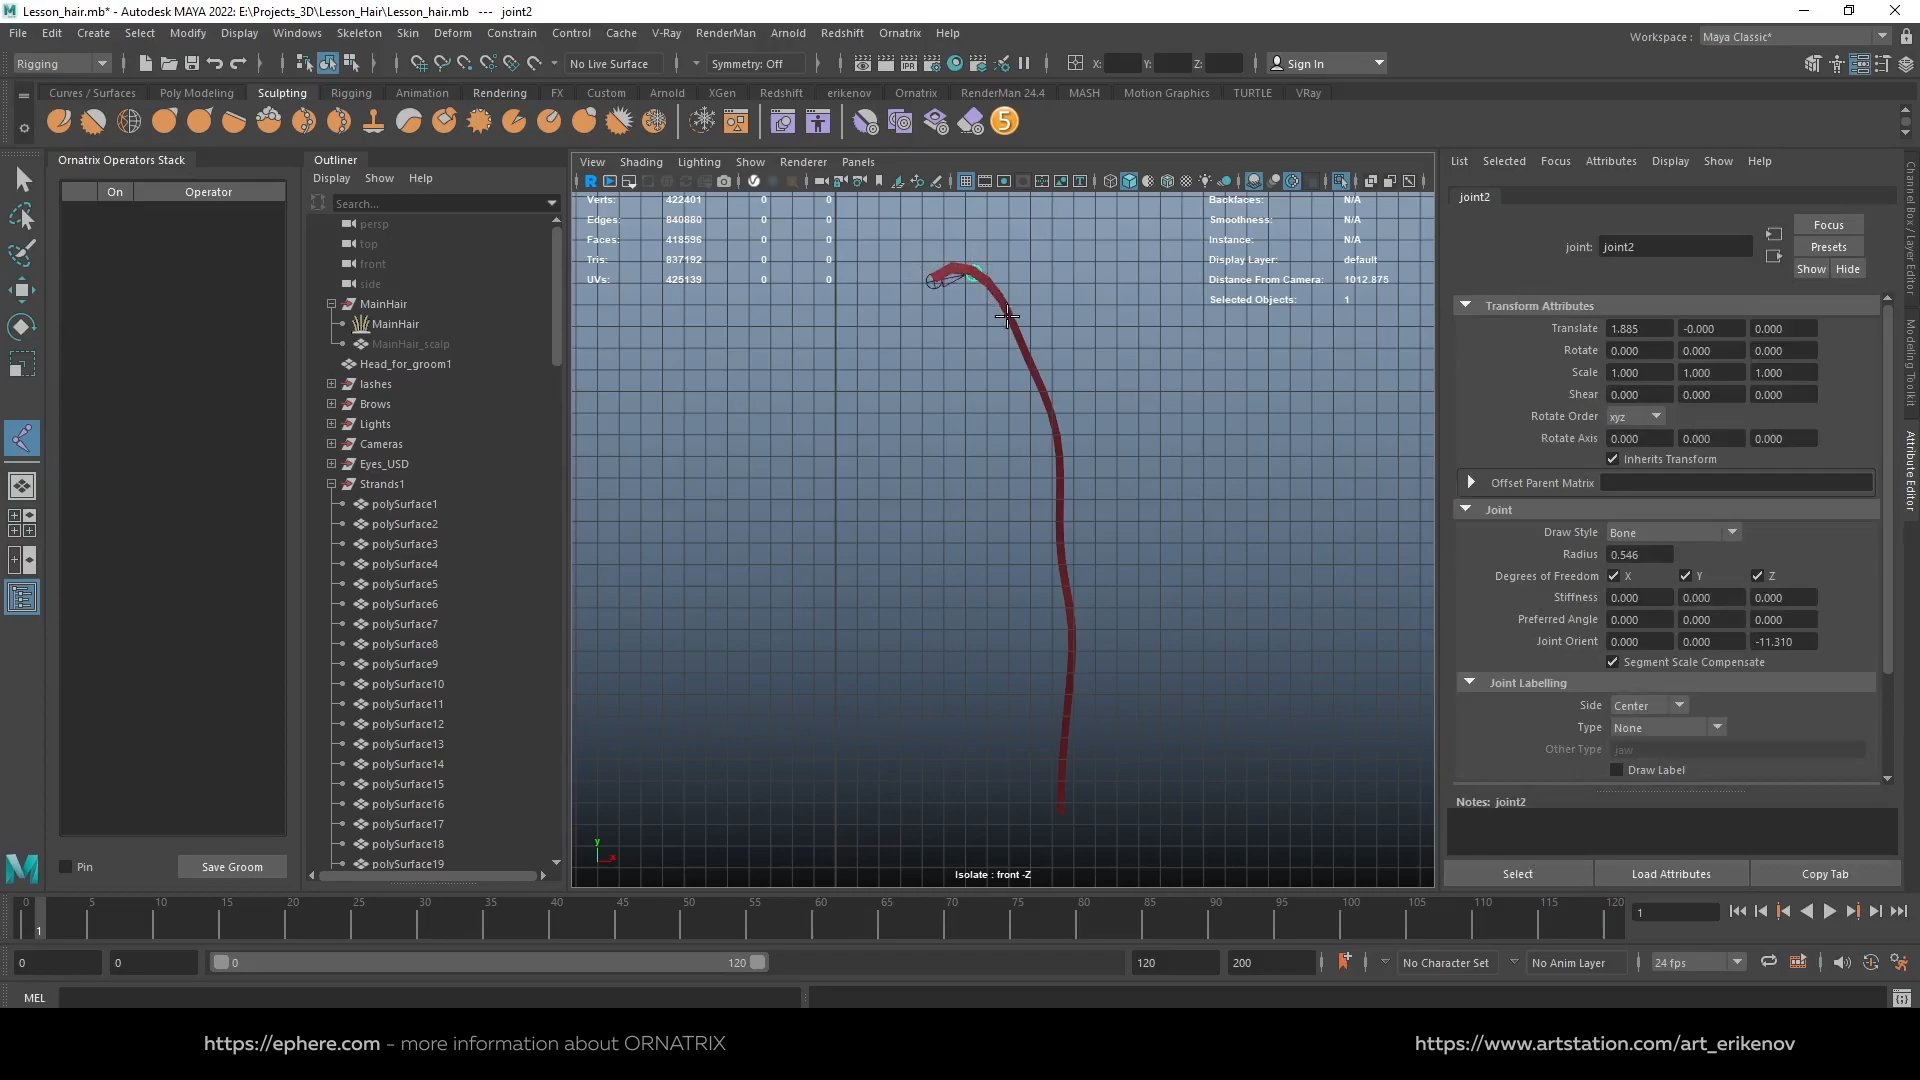 Lesson_hair.mb* - Autodesk MAYA 2022: E:\Projects_3D\Lesson_Hair\Lesson_hair.mb --- joint2
File Edit Create Select Modify Display Windows Skeleton Skin Deform Constrain Control Cache V-Ray RenderMan Arnold Redshift Ornatrix Help
Workspace : Maya Classic*
Rigging No Live Surface Symmetry: Off X: Y: Z: Sign In
Curves / Surfaces Poly Modeling Sculpting Rigging Animation Rendering FX Custom Arnold XGen Redshift erikenov Ornatrix RenderMan 24.4 MASH Motion Graphics TURTLE VRay
IPR
5
Ornatrix Operators Stack
On Operator
Pin Save Groom
Outliner
Display Show Help
Search...
persp
top
front
side
MainHair
MainHair
MainHair_scalp
Head_for_groom1
lashes
Brows
Lights
Cameras
Eyes_USD
Strands1
polySurface1
polySurface2
polySurface3
polySurface4
polySurface5
polySurface6
polySurface7
polySurface8
polySurface9
polySurface10
polySurface11
polySurface12
polySurface13
polySurface14
polySurface15
polySurface16
polySurface17
polySurface18
polySurface19
View Shading Lighting Show Renderer Panels
Verts: 422401 0 0
Edges: 840880 0 0
Faces: 418596 0 0
Tris: 837192 0 0
UVs: 425139 0 0
Backfaces: N/A
Smoothness: N/A
Instance: N/A
Display Layer: default
Distance From Camera: 1012.875
Selected Objects: 1
y
x
Isolate : front -Z
List Selected Focus Attributes Display Show Help
joint2
joint: joint2
Focus
Presets
Show Hide
Transform Attributes
Translate 1.885 -0.000 0.000
Rotate 0.000 0.000 0.000
Scale 1.000 1.000 1.000
Shear 0.000 0.000 0.000
Rotate Order xyz
Rotate Axis 0.000 0.000 0.000
Inherits Transform
Offset Parent Matrix
Joint
Draw Style Bone
Radius 0.546
Degrees of Freedom X Y Z
Stiffness 0.000 0.000 0.000
Preferred Angle 0.000 0.000 0.000
Joint Orient 0.000 0.000 -11.310
Segment Scale Compensate
Joint Labelling
Side Center
Type None
Other Type jaw
Draw Label
Notes: joint2
Select Load Attributes Copy Tab
Channel Box / Layer Editor
Modeling Toolkit
Attribute Editor
0 5 10 15 20 25 30 35 40 45 50 55 60 65 70 75 80 85 90 95 100 105 110 115 120
1
1
0 0 0 120 120 200 No Character Set No Anim Layer 24 fps
MEL
https://ephere.com - more information about ORNATRIX
https://www.artstation.com/art_erikenov